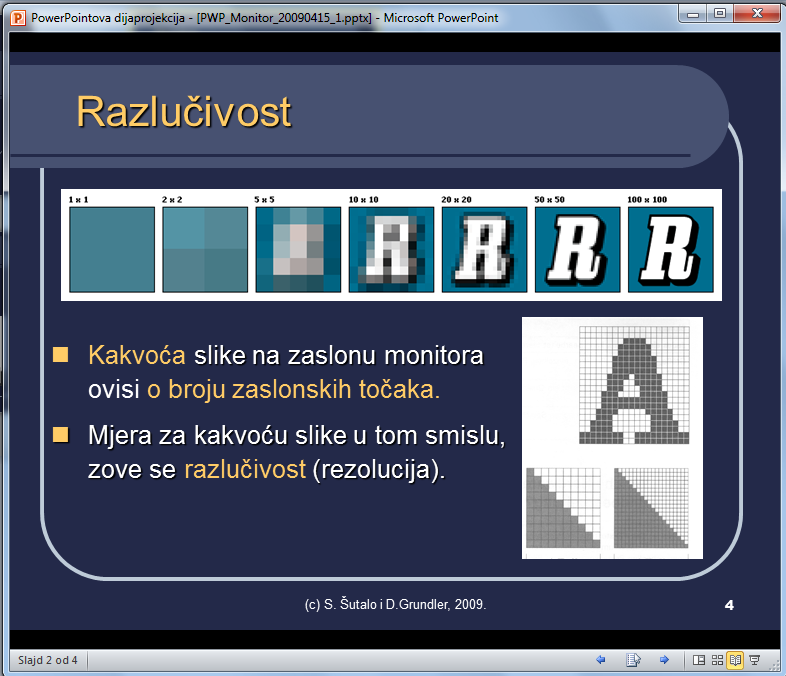 PowerPointova dijaprojekcija - [PWP_Monitor_20090415_1.pptx] - Microsoft PowerPoint
Razlučivost
1 x 1 2 x 2 5 x 5 10 x 10 20 x 20 50 x 50 100 x 100
R R R R R
A
Kakvoća slike na zaslonu monitora
ovisi o broju zaslonskih točaka.
Mjera za kakvoću slike u tom smislu,
zove se razlučivost (rezolucija).
(c) S. Šutalo i D.Grundler, 2009.
4
Slajd 2 od 4